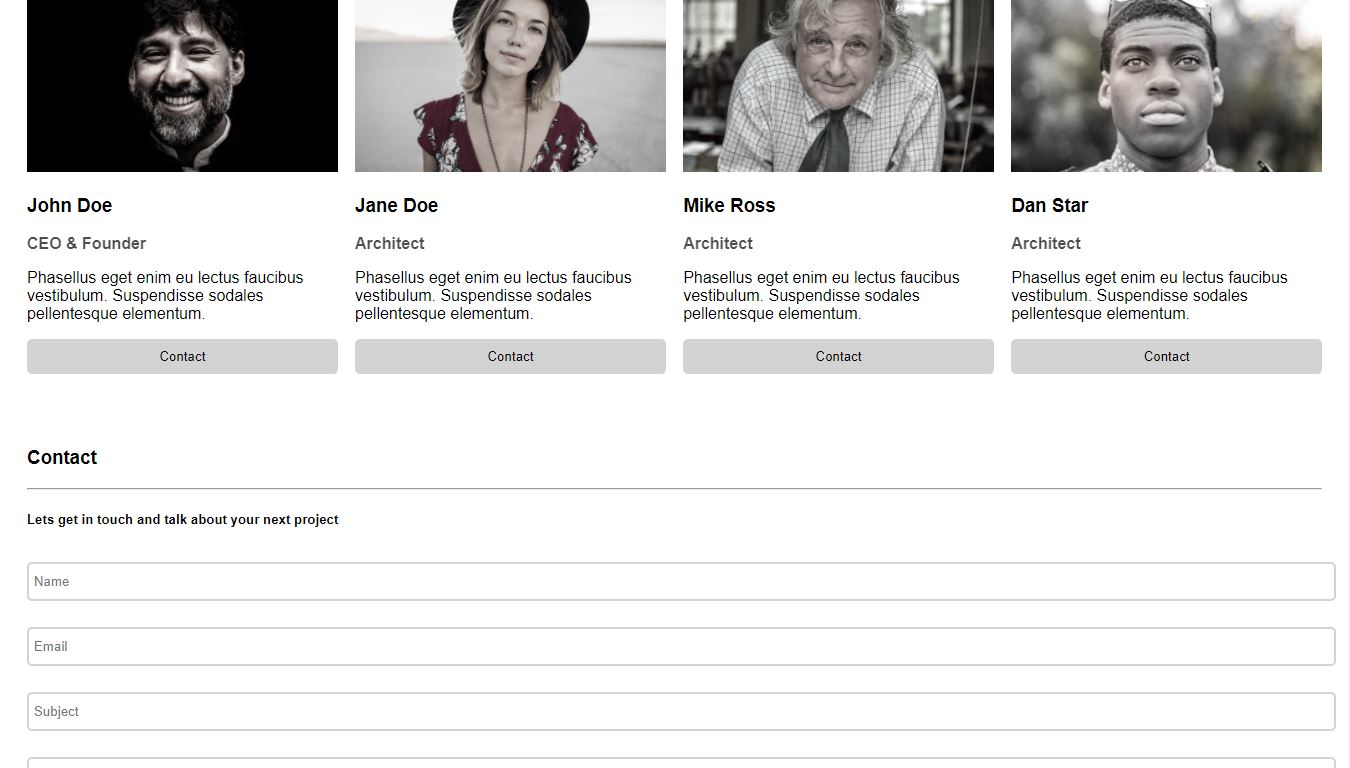 John Doe
CEO & Founder
Phasellus eget enim eu lectus faucibus
vestibulum. Suspendisse sodales
pellentesque elementum.
Contact
Jane Doe
Architect
Phasellus eget enim eu lectus faucibus
vestibulum. Suspendisse sodales
pellentesque elementum.
Contact
Mike Ross
Architect
Phasellus eget enim eu lectus faucibus
vestibulum. Suspendisse sodales
pellentesque elementum.
Contact
Dan Star
Architect
Phasellus eget enim eu lectus faucibus
vestibulum. Suspendisse sodales
pellentesque elementum.
Contact
Contact
Lets get in touch and talk about your next project
Name
Email
Subject